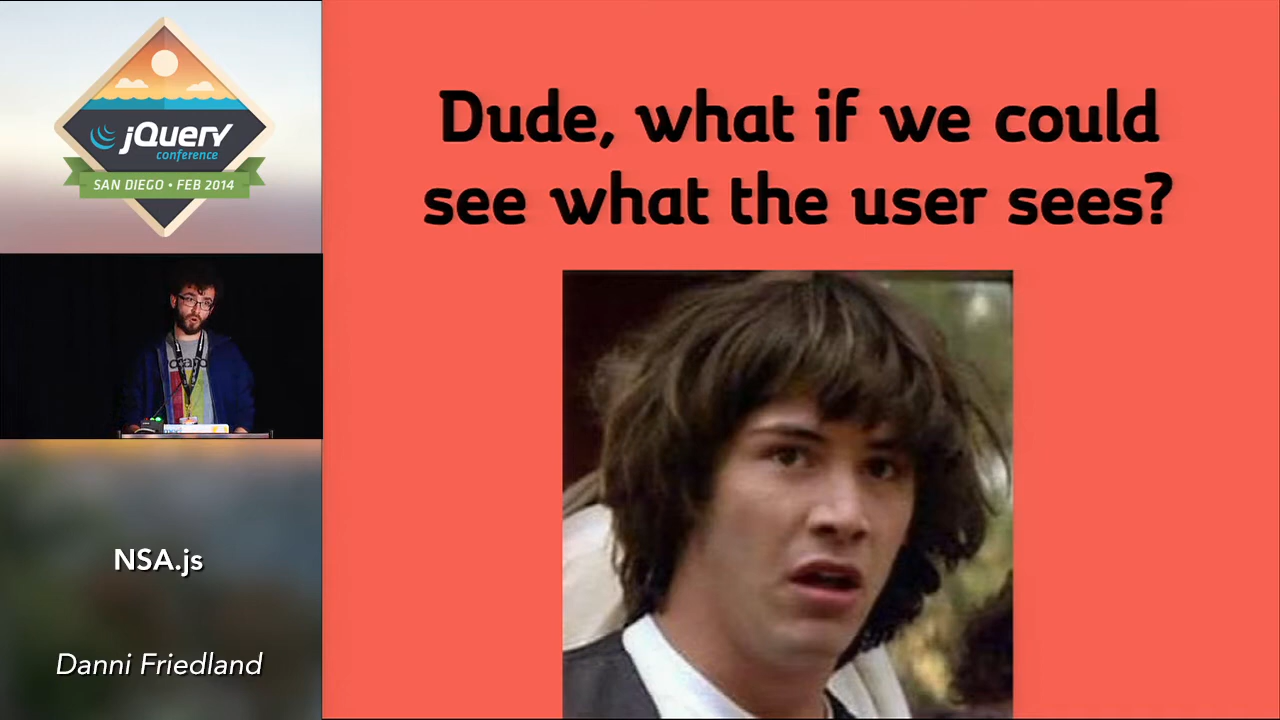 jQuery
conference
SAN DIEGO • FEB 2014
Dude, what if we could
see what the user sees?
NSA.js
Danni Friedland